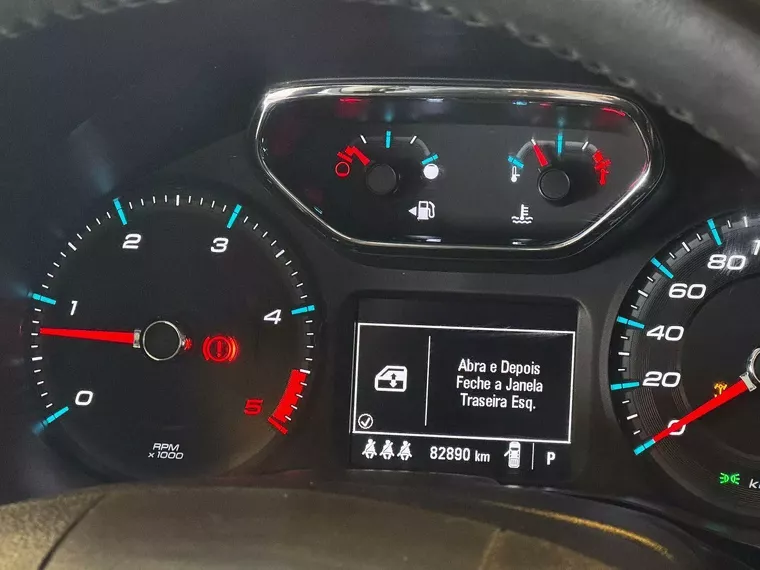 2
3
1
4
0
5
RPM
x1000
Abra e Depois
Feche a Janela
Traseira Esq.
82890 km
P
80
60
40
20
0